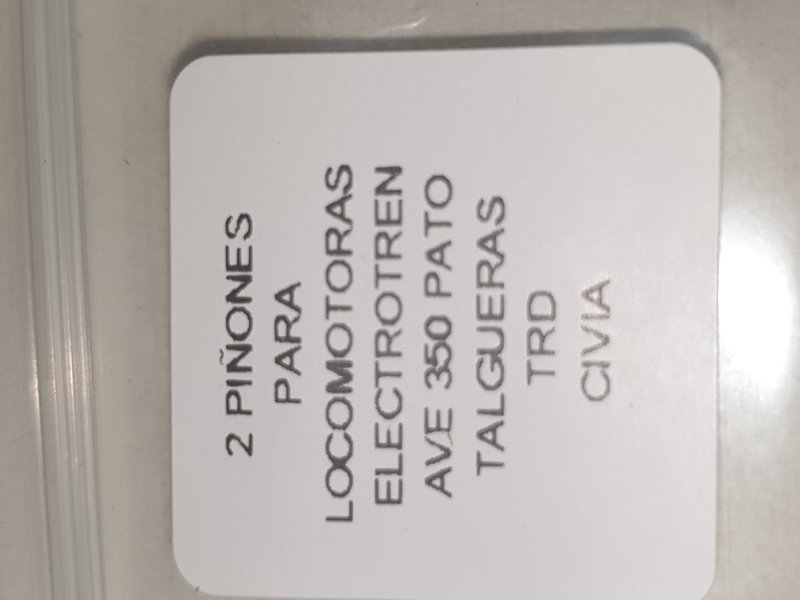 2 PIÑONES
PARA
LOCOMOTORAS
ELECTROTREN
AVE 350 PATO
TALGUERAS
TRD
CIVIA